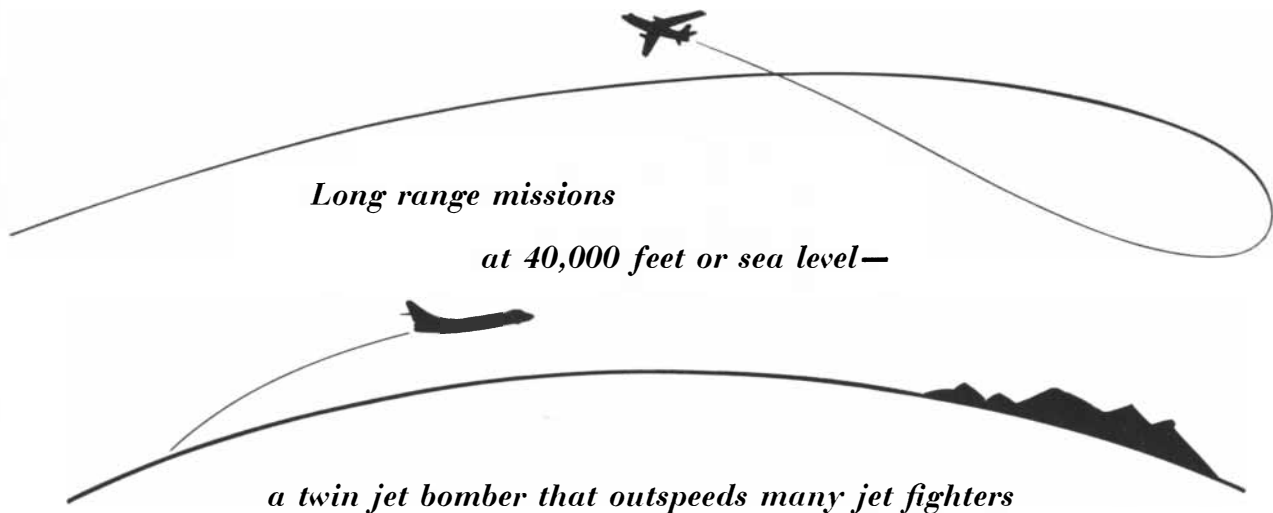 Long range missions
at 40,000 feet or sea level—
a twin jet bomber that outspeeds many jet fighters